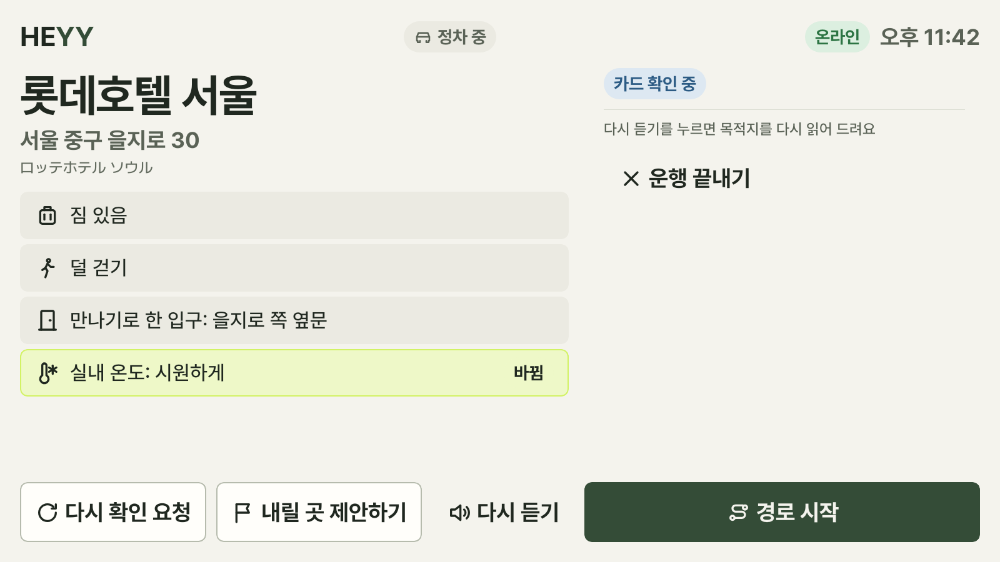 HEYY
정차 중
온라인
오후 11:42
롯데호텔 서울
서울 중구 을지로 30
ロッテホテル ソウル
짐 있음
덜 걷기
만나기로 한 입구: 을지로 쪽 옆문
실내 온도: 시원하게
바뀜
카드 확인 중
다시 듣기를 누르면 목적지를 다시 읽어 드려요
운행 끝내기
다시 확인 요청
내릴 곳 제안하기
다시 듣기
경로 시작